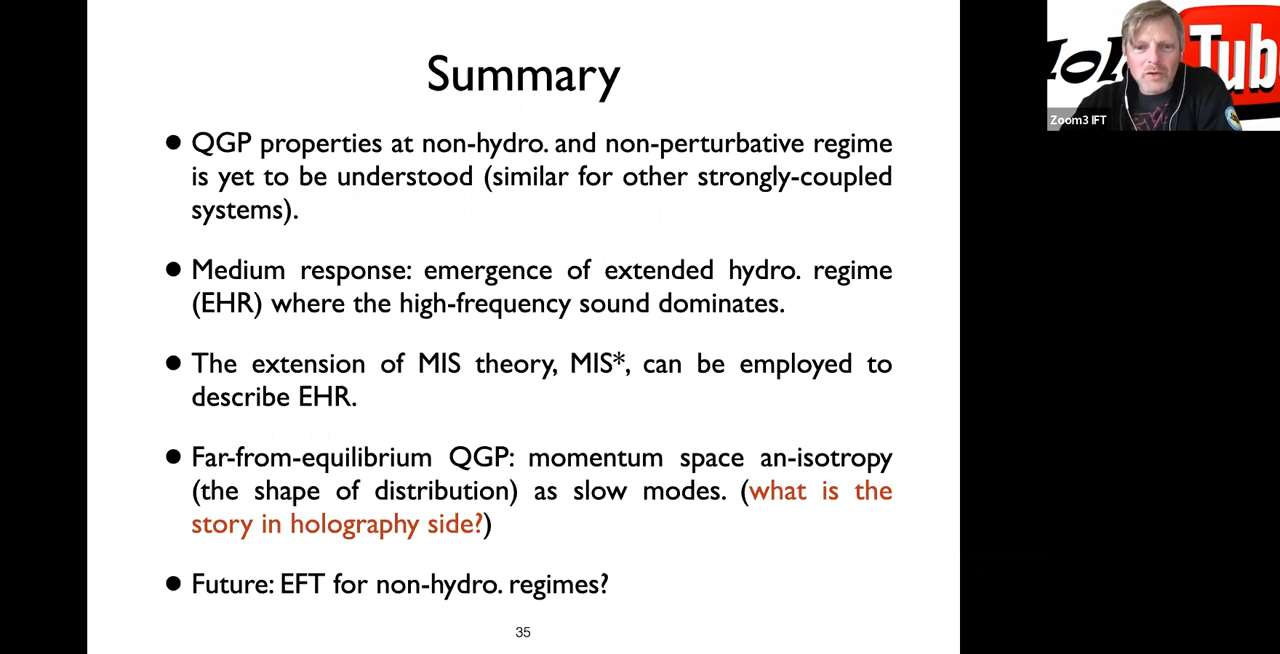 Summary
• QGP properties at non-hydro. and non-perturbative regime
is yet to be understood (similar for other strongly-coupled
systems).
• Medium response: emergence of extended hydro. regime
(EHR) where the high-frequency sound dominates.
• The extension of MIS theory, MIS*, can be employed to
describe EHR.
• Far-from-equilibrium QGP: momentum space an-isotropy
(the shape of distribution) as slow modes. (what is the
story in holography side?)
• Future: EFT for non-hydro. regimes?
35
Tub
Zoom3 IFT